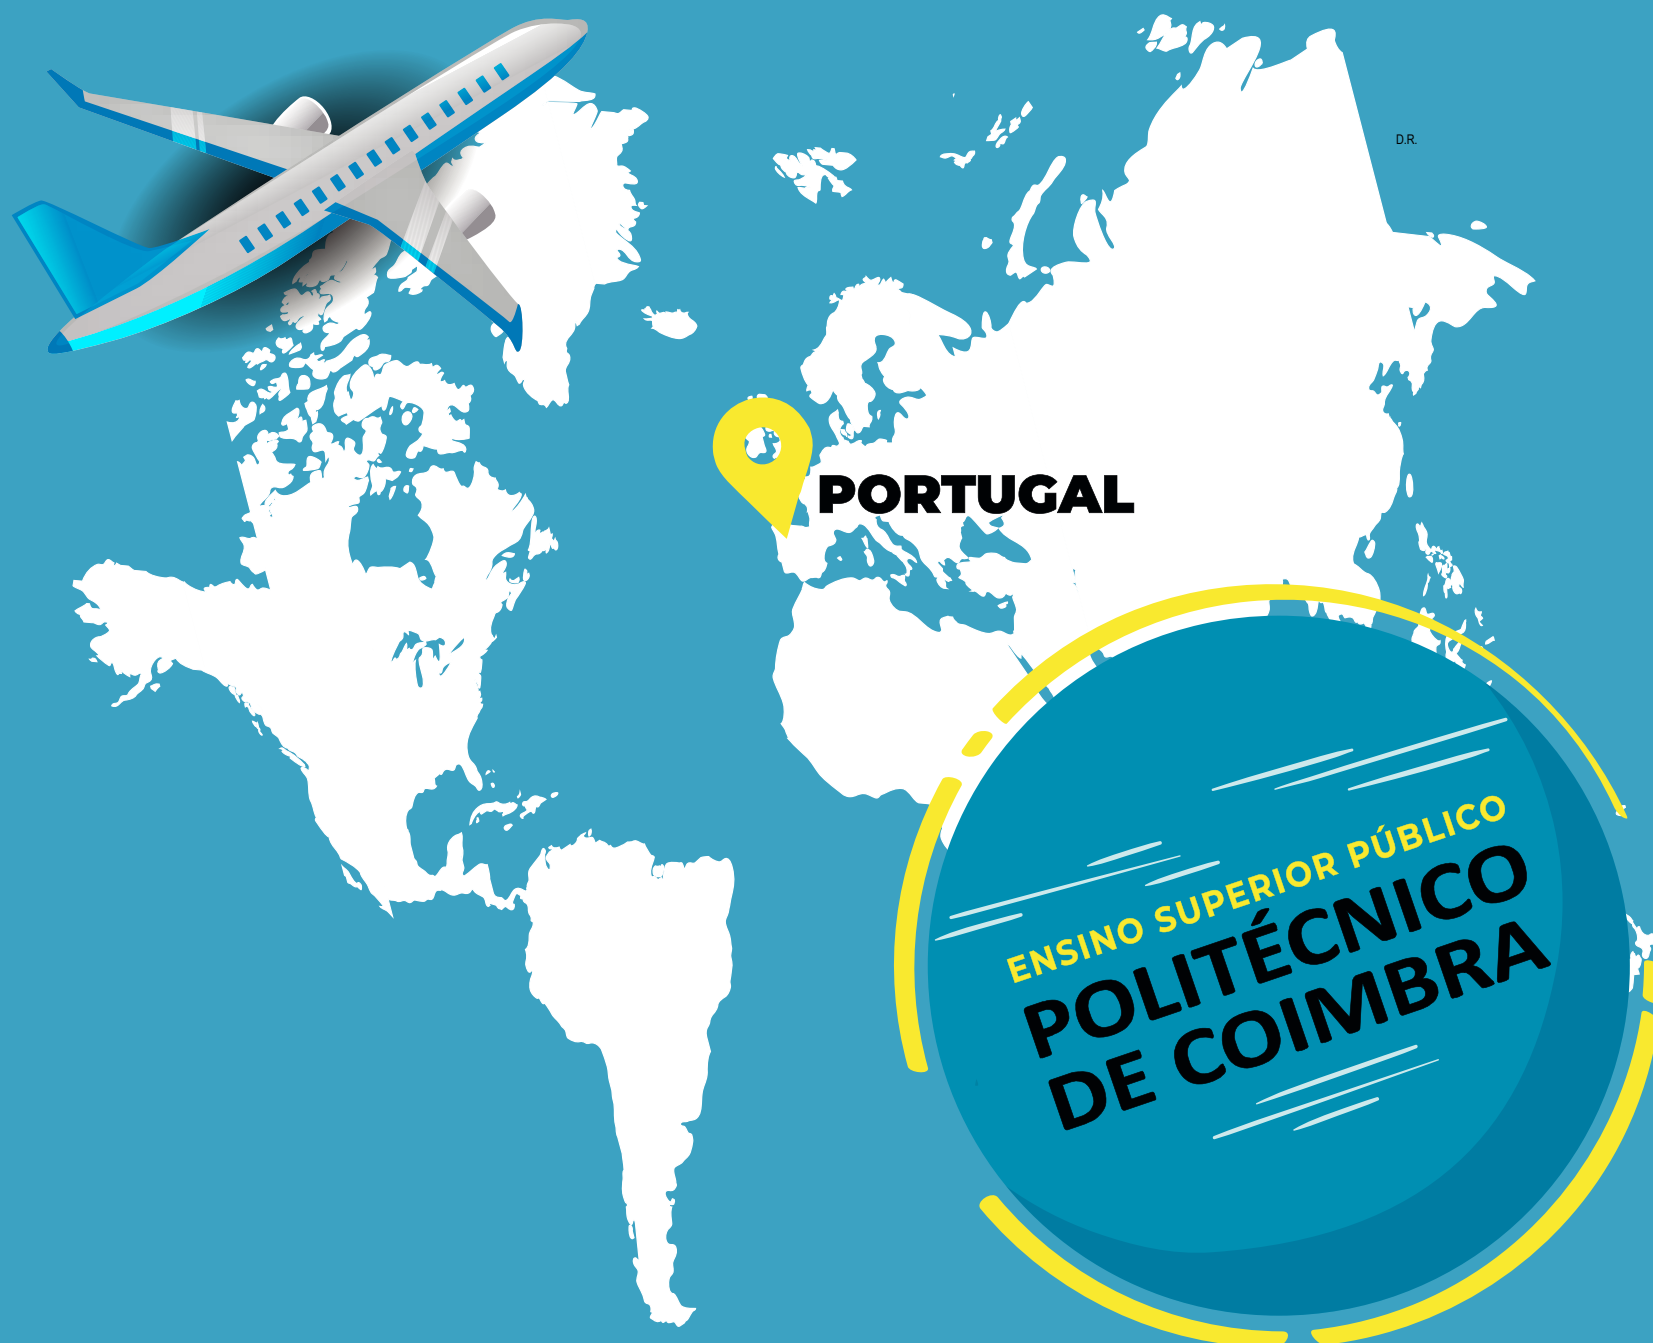 D.R.
PORTUGAL
ENSINO SUPERIOR PÚBLICO
POLITÉCNICO
DE COIMBRA